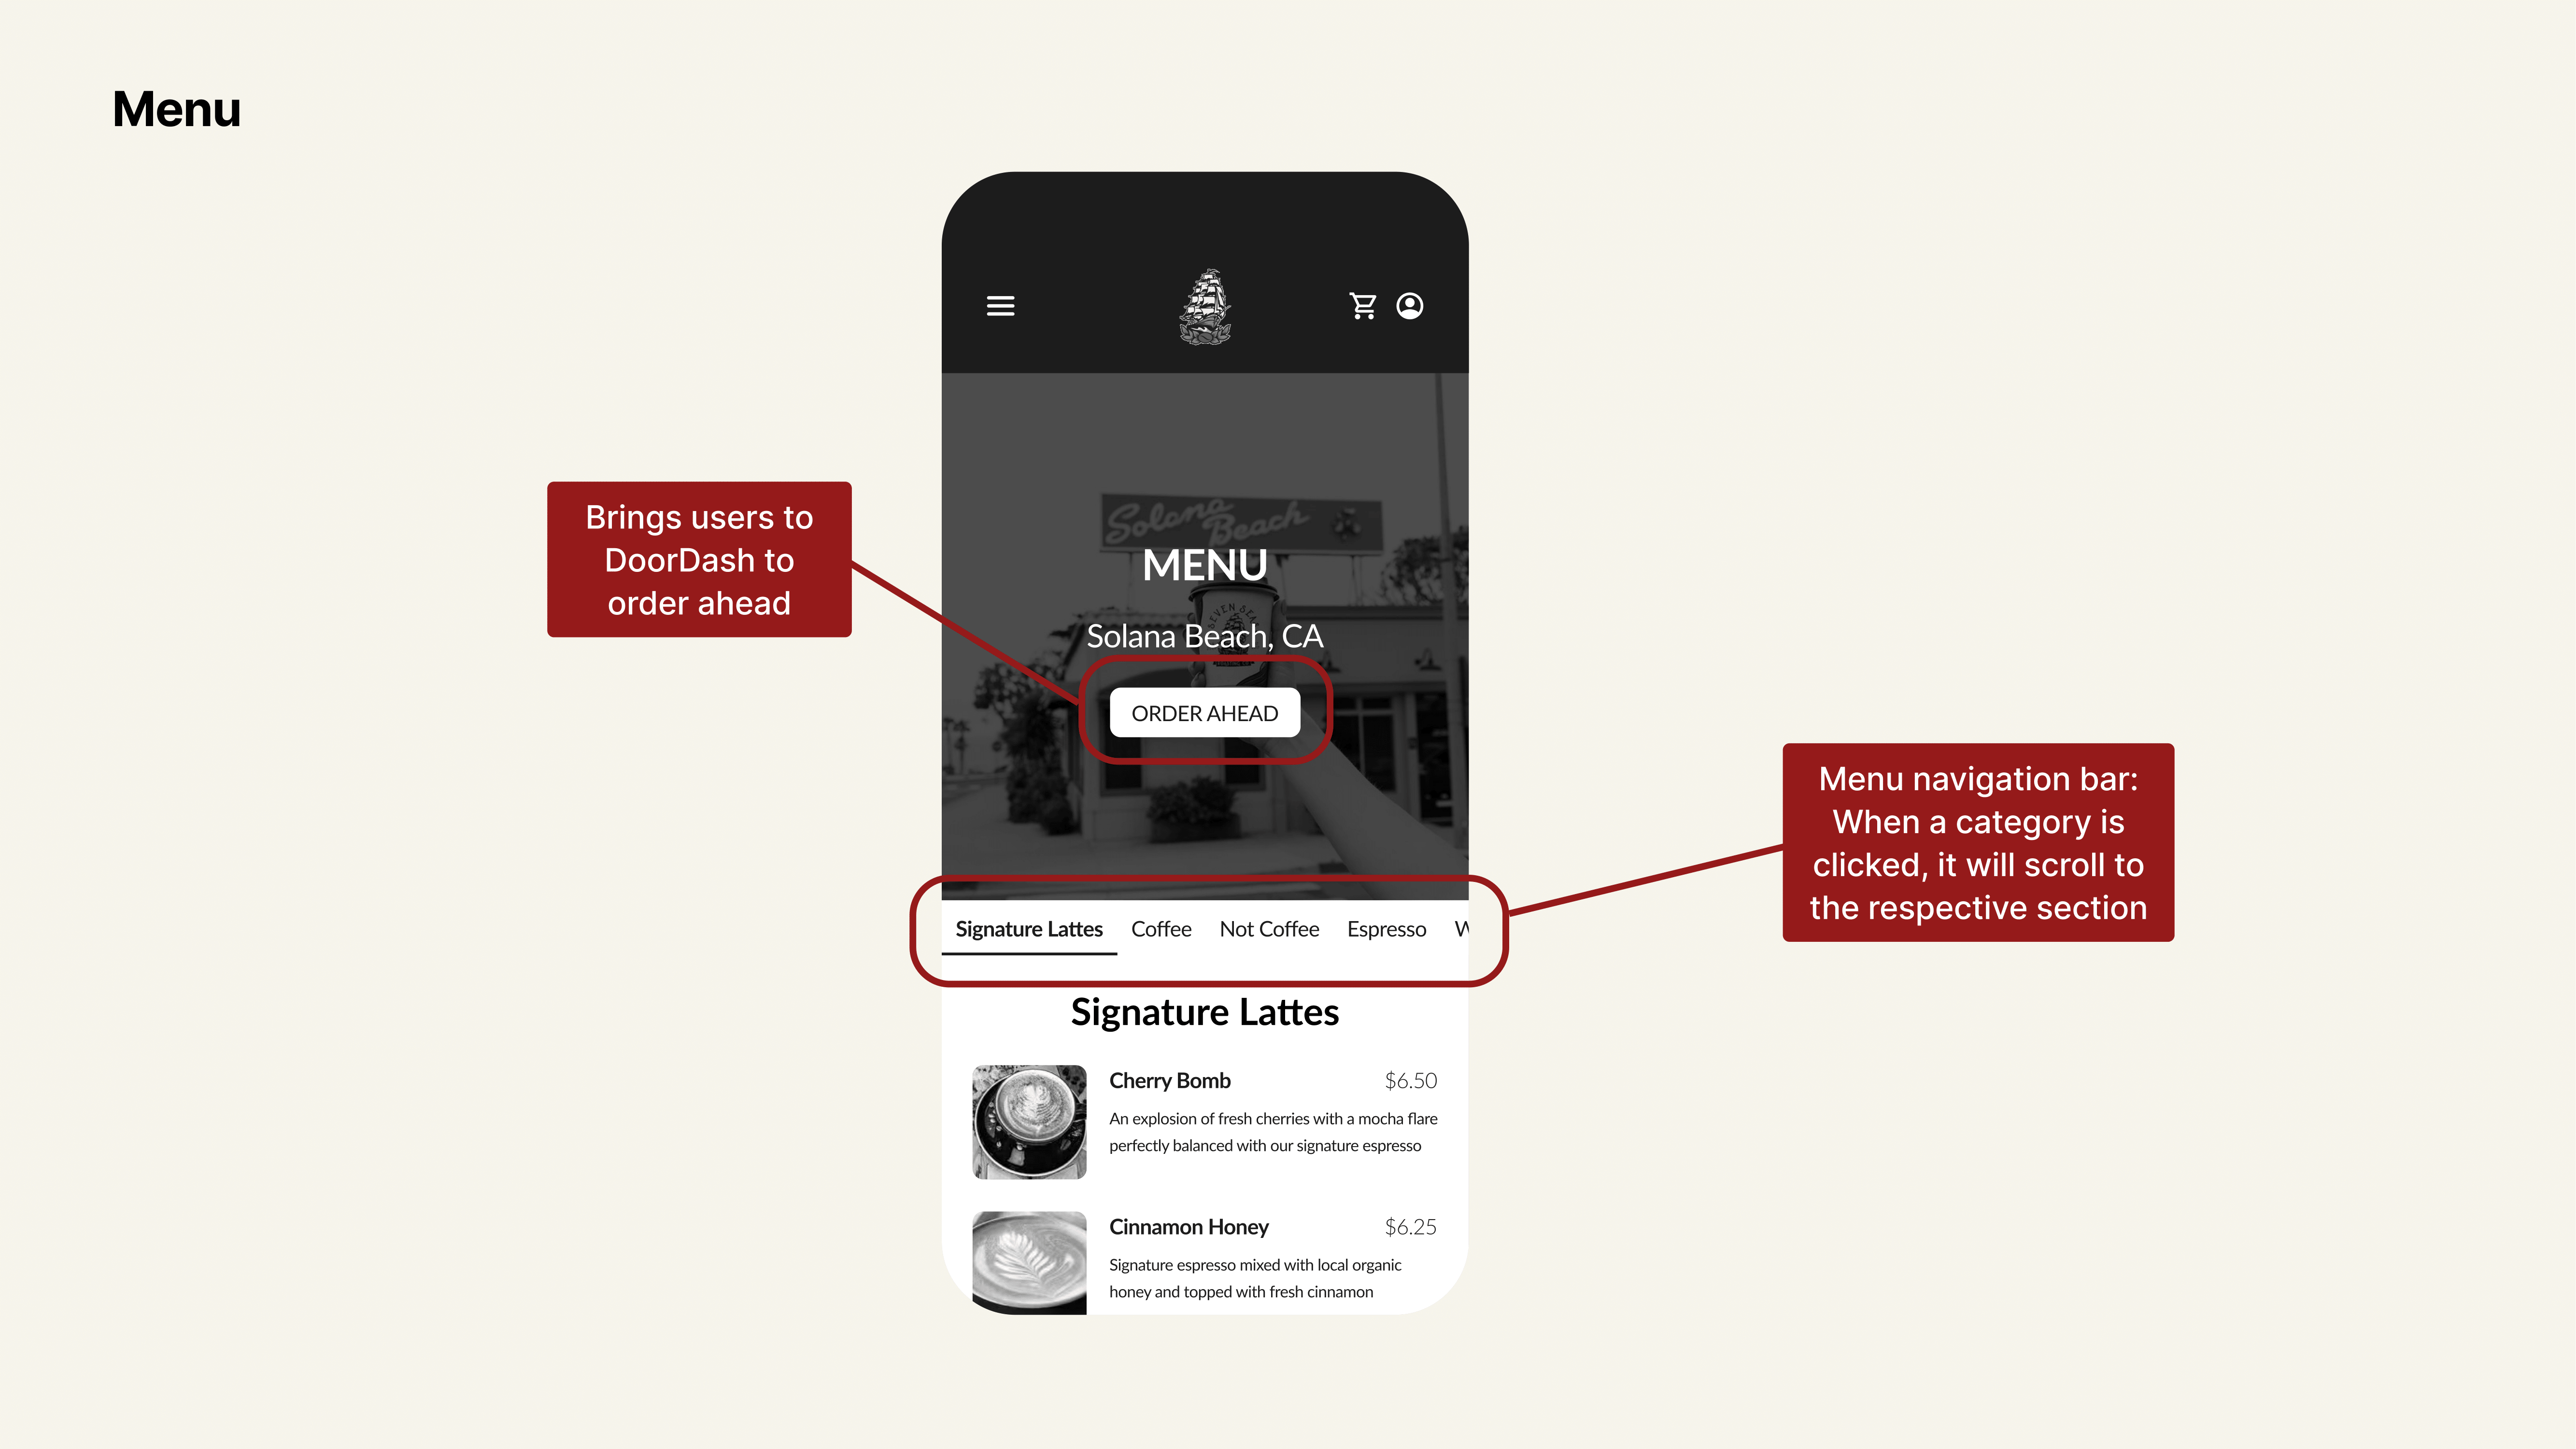 Menu
Solana
Beach
MENU
SEVEN SEAS
Solana Beach, CA
ORDER AHEAD
Brings users to
DoorDash to
order ahead
Menu navigation bar:
When a category is
clicked, it will scroll to
the respective section
Signature Lattes Coffee Not Coffee Espresso
Signature Lattes
Cherry Bomb $6.50
An explosion of fresh cherries with a mocha flare
perfectly balanced with our signature espresso
Cinnamon Honey $6.25
Signature espresso mixed with local organic
honey and topped with fresh cinnamon